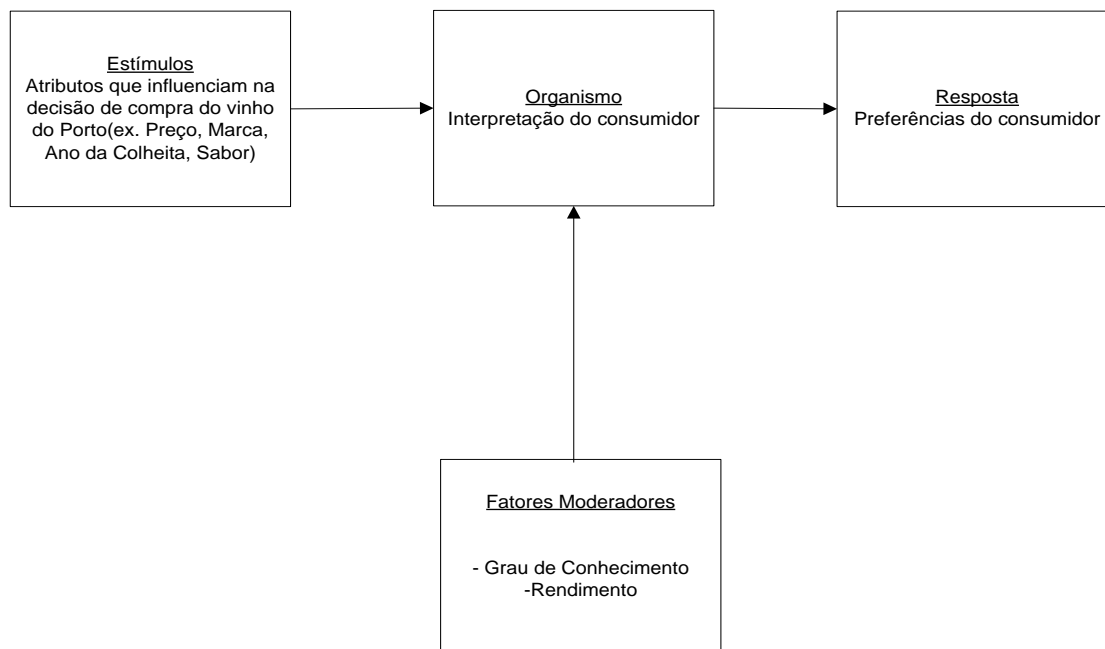 Estímulos
Atributos que influenciam na
decisão de compra do vinho
do Porto(ex. Preço, Marca,
Ano da Colheita, Sabor)
Organismo
Interpretação do consumidor
Resposta
Preferências do consumidor
Fatores Moderadores
- Grau de Conhecimento
-Rendimento